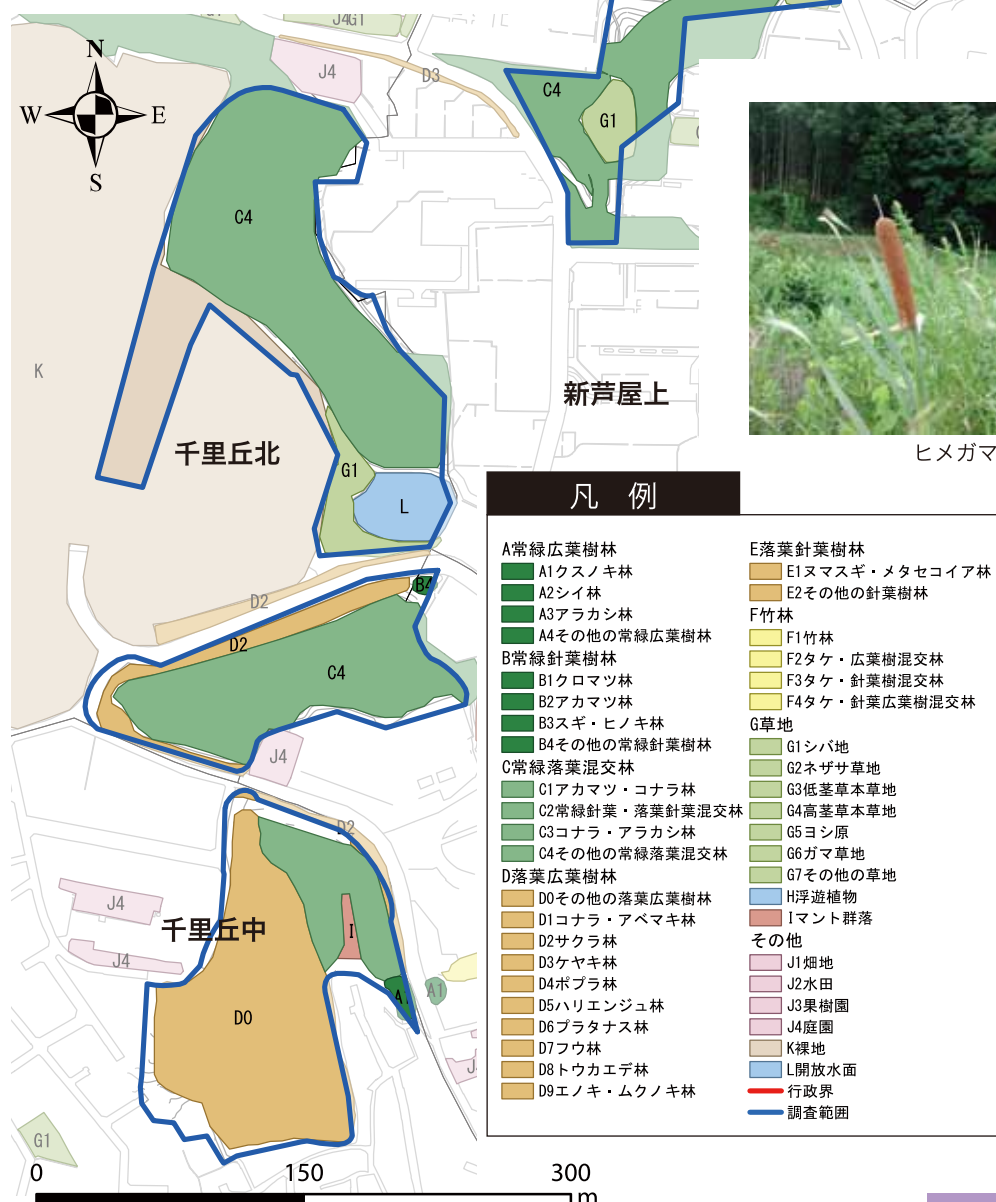 J4G1
N
W E
S
J4
D3
C4
G1
C4
K
新芦屋上
千里丘北
G1
L
ヒメガマ
D2
B4
D2
C4
J4
D2
J4
千里丘中
J4
I
A1
A1
D0
G1
0 150 300
m
凡 例
A常緑広葉樹林
A1クスノキ林
A2シイ林
A3アラカシ林
A4その他の常緑広葉樹林
B常緑針葉樹林
B1クロマツ林
B2アカマツ林
B3スギ・ヒノキ林
B4その他の常緑針葉樹林
C常緑落葉混交林
C1アカマツ・コナラ林
C2常緑針葉・落葉針葉混交林
C3コナラ・アラカシ林
C4その他の常緑落葉混交林
D落葉広葉樹林
D0その他の落葉広葉樹林
D1コナラ・アベマキ林
D2サクラ林
D3ケヤキ林
D4ポプラ林
D5ハリエンジュ林
D6プラタナス林
D7フウ林
D8トウカエデ林
D9エノキ・ムクノキ林
E落葉針葉樹林
E1ヌマスギ・メタセコイア林
E2その他の針葉樹林
F竹林
F1竹林
F2タケ・広葉樹混交林
F3タケ・針葉樹混交林
F4タケ・針葉広葉樹混交林
G草地
G1シバ地
G2ネザサ草地
G3低茎草本草地
G4高茎草本草地
G5ヨシ原
G6ガマ草地
G7その他の草地
H浮遊植物
Iマント群落
その他
J1畑地
J2水田
J3果樹園
J4庭園
K裸地
L開放水面
行政界
調査範囲